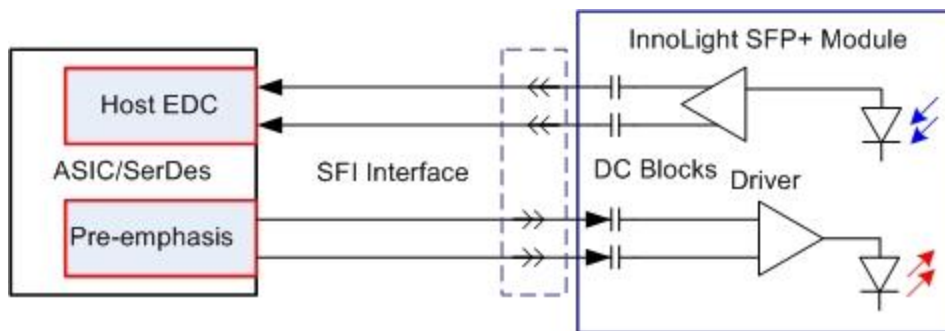 InnoLight SFP+ Module
Host EDC
ASIC/SerDes
SFI Interface
DC Blocks
Driver
Pre-emphasis